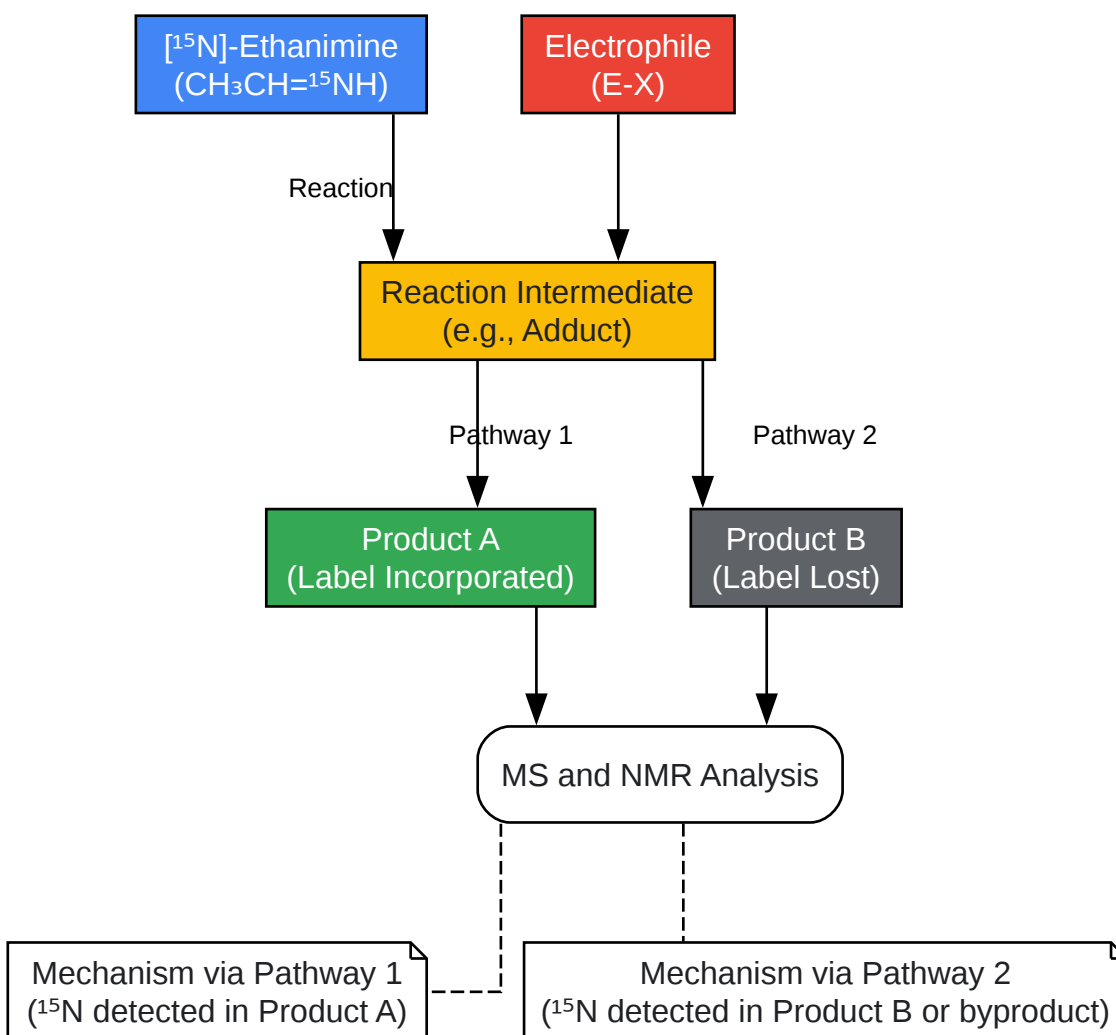 [¹⁵N]-Ethanimine
(CH₃CH=¹⁵NH)
Electrophile
(E-X)
Reaction
Reaction Intermediate
(e.g., Adduct)
Pathway 1
Pathway 2
Product A
(Label Incorporated)
Product B
(Label Lost)
MS and NMR Analysis
Mechanism via Pathway 1
(¹⁵N detected in Product A)
Mechanism via Pathway 2
(¹⁵N detected in Product B or byproduct)